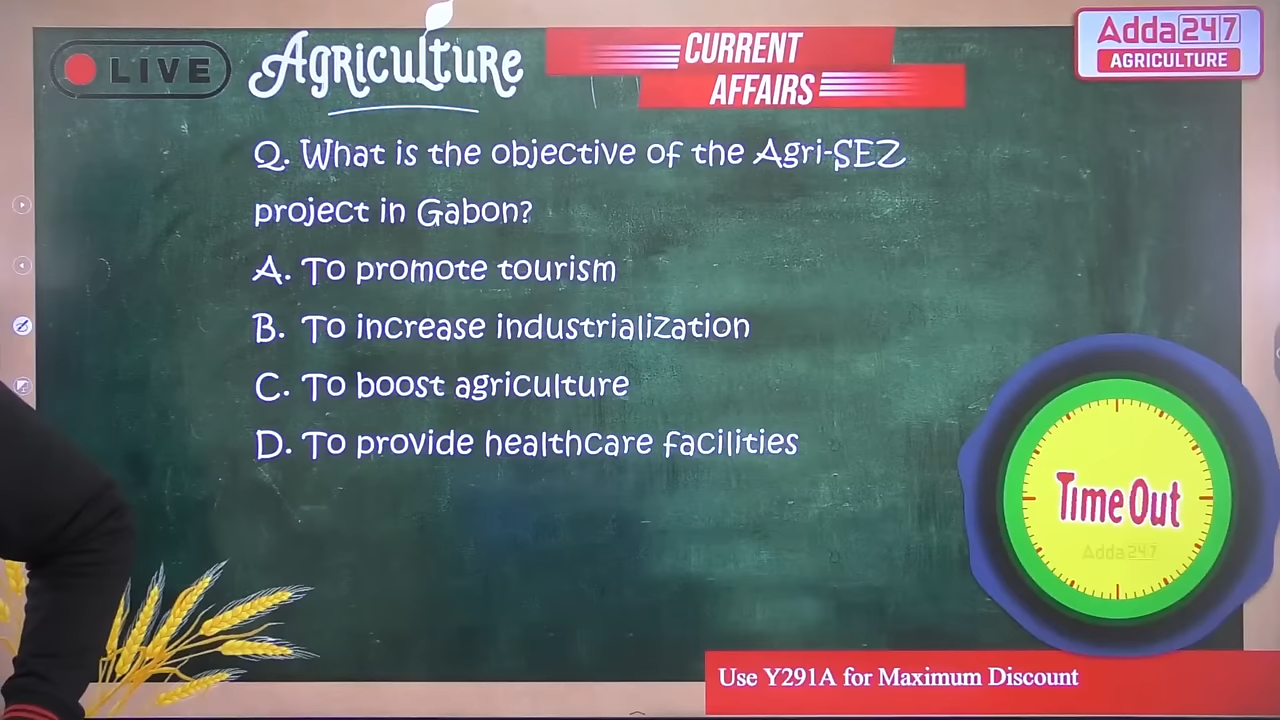 LIVE
Agriculture
CURRENT
AFFAIRS
Adda247
AGRICULTURE
Q. What is the objective of the Agri-SEZ
project in Gabon?
A. To promote tourism
B. To increase industrialization
C. To boost agriculture
D. To provide healthcare facilities
Time Out
Adda247
Use Y291A for Maximum Discount